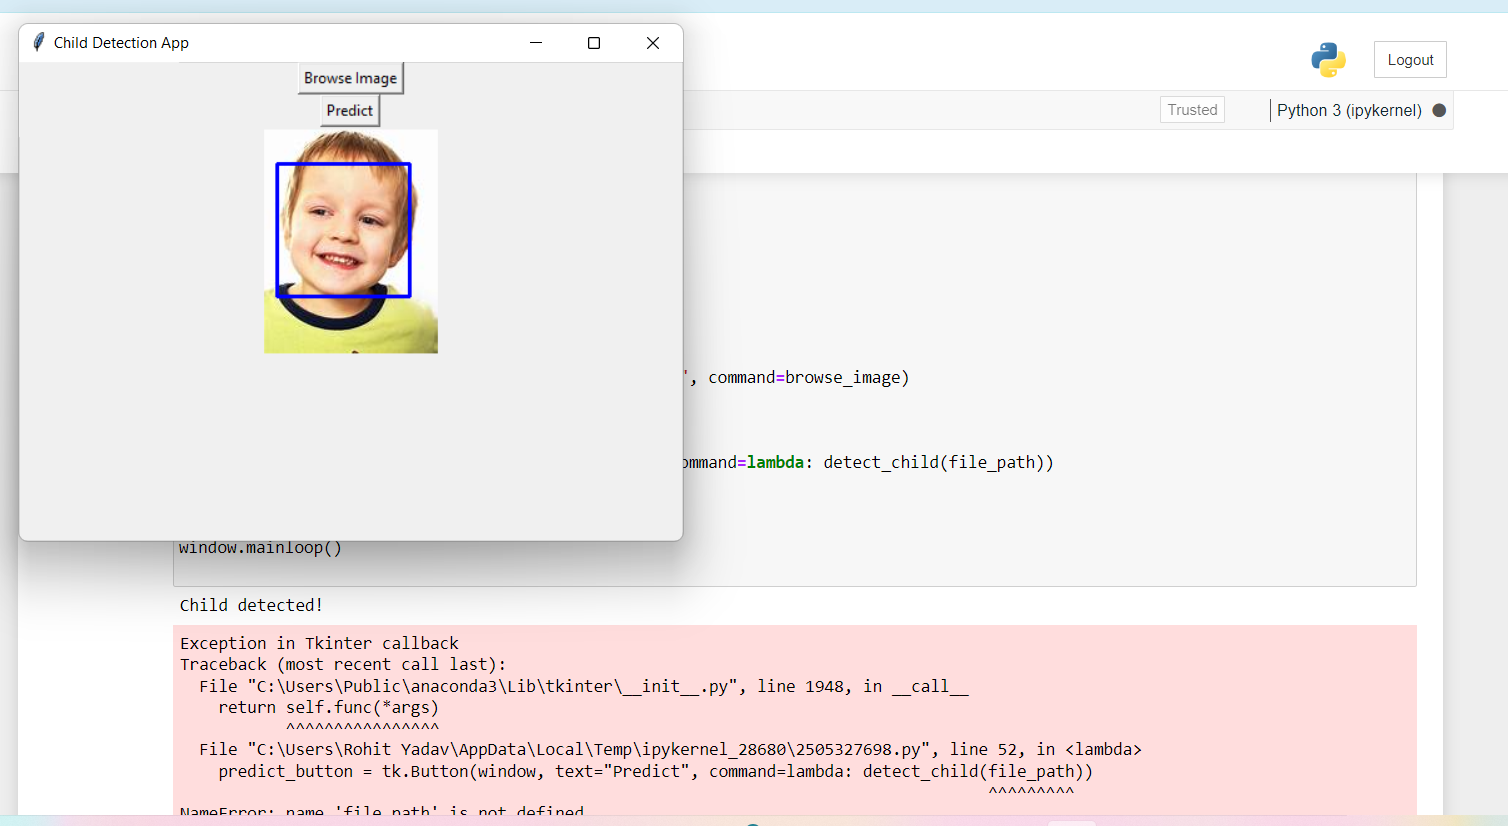 Child Detection App
Browse Image
Predict
Logout
Trusted
Python 3 (ipykernel)
', command=browse_image)
ommand=lambda: detect_child(file_path))
window.mainloop()
Child detected!
Exception in Tkinter callback
Traceback (most recent call last):
  File "C:\Users\Public\anaconda3\Lib\tkinter\__init__.py", line 1948, in __call__
    return self.func(*args)
           ^^^^^^^^^^^^^^^^
  File "C:\Users\Rohit Yadav\AppData\Local\Temp\ipykernel_28680\2505327698.py", line 52, in <lambda>
    predict_button = tk.Button(window, text="Predict", command=lambda: detect_child(file_path))
                                                                                    ^^^^^^^^^
NameError: name 'file_path' is not defined